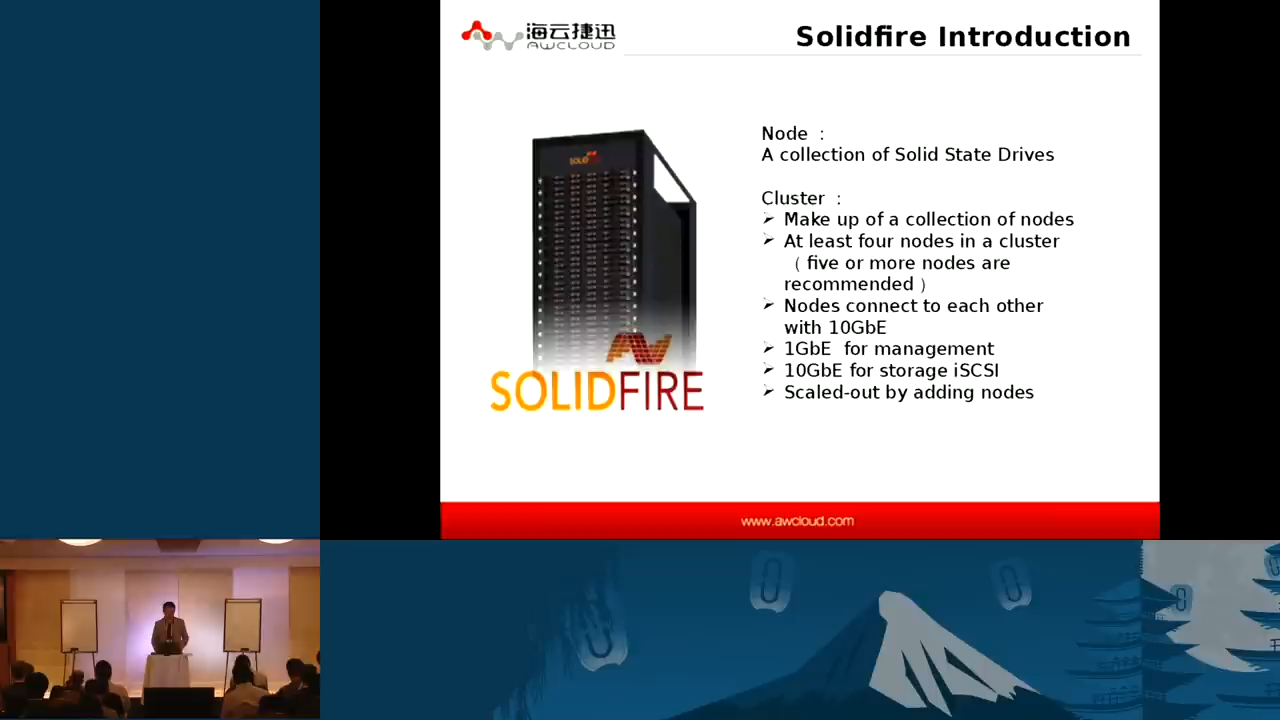 海云捷迅
AWCLOUD
Solidfire Introduction
Node :
A collection of Solid State Drives
Cluster :
Make up of a collection of nodes
At least four nodes in a cluster
( five or more nodes are
recommended )
Nodes connect to each other
with 10GbE
1GbE for management
10GbE for storage iSCSI
Scaled-out by adding nodes
SOLIDFIRE
www.awcloud.com